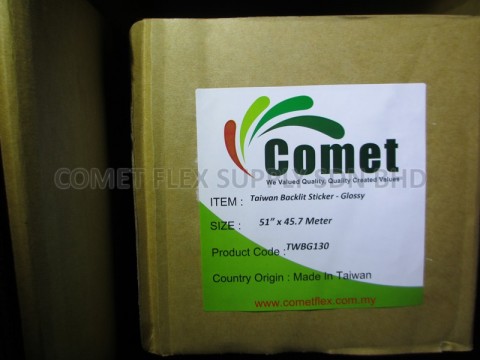 Comet
We Valued Quality, Quality Created Values
COMET FLEX SUPPLY SDN BHD
ITEM : Taiwan Backlit Sticker - Glossy
SIZE : 51" x 45.7 Meter
Product Code : TWBG130
Country Origin : Made In Taiwan
www.cometflex.com.my